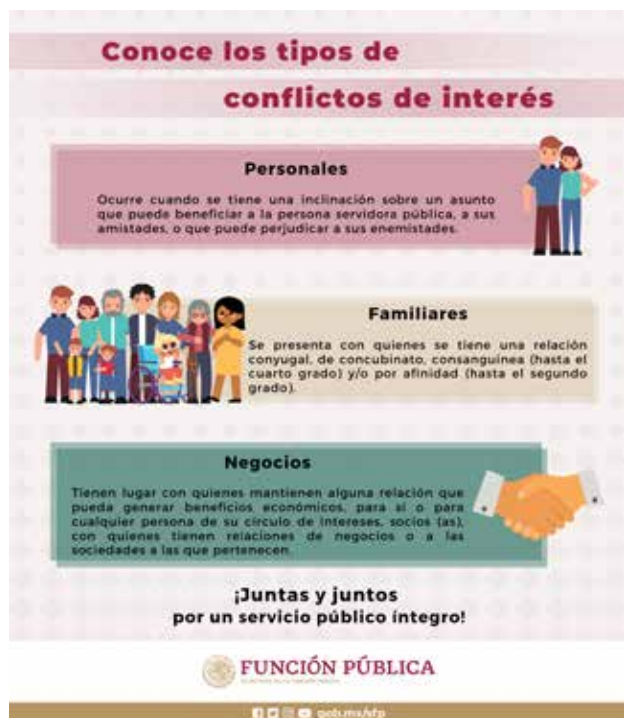 Conoce los tipos de
conflictos de interés
Personales
Ocurre cuando se tiene una inclinación sobre un asunto
que puede beneficiar a la persona servidora pública, a sus
amistades, o que puede perjudicar a sus enemistades.
Familiares
Se presenta con quienes se tiene una relación
conyugal, de concubinato, consanguínea (hasta el
cuarto grado) y/o por afinidad (hasta el segundo
grado).
Negocios
Tienen lugar con quienes mantienen alguna relación que
pueda generar beneficios económicos, para sí o para
cualquier persona de su círculo de intereses, socios (as),
con quienes tienen relaciones de negocios o a las
sociedades a las que pertenecen.
¡Juntas y juntos
por un servicio público íntegro!
FUNCIÓN PÚBLICA
SECRETARÍA DE LA FUNCIÓN PÚBLICA
gob.mx/sfp